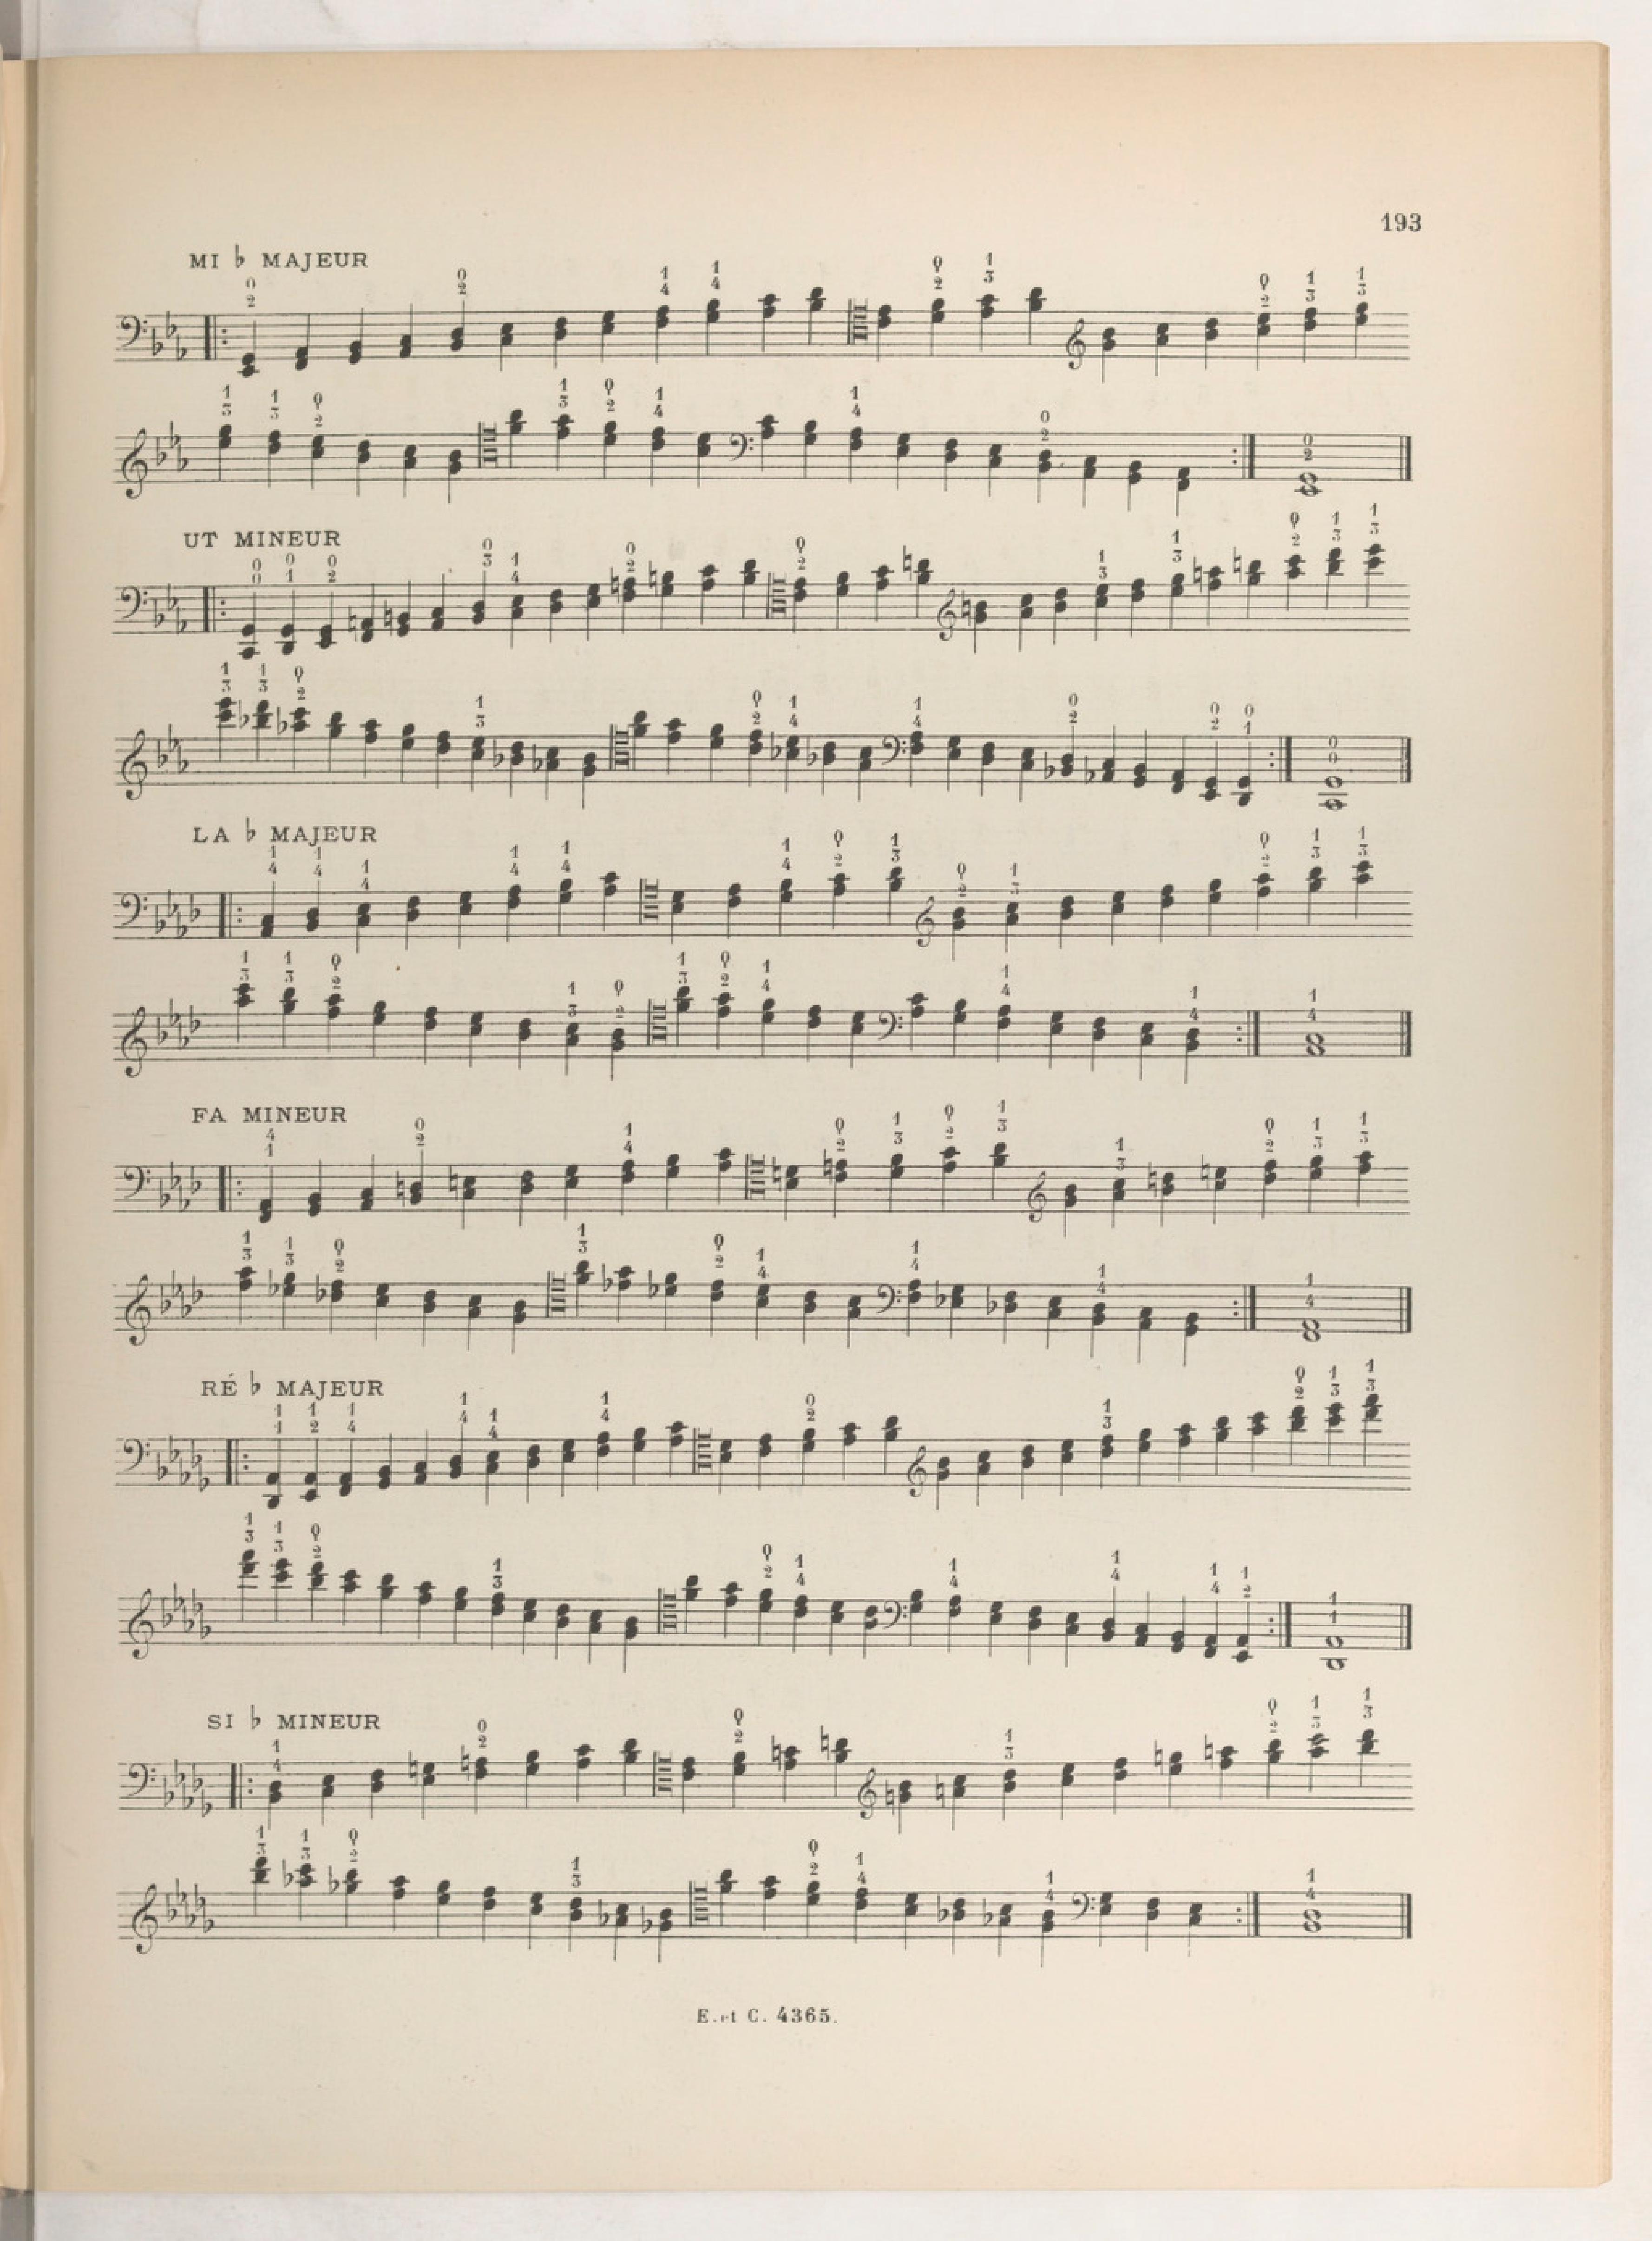 193
MI ♭ MAJEUR
UT MINEUR
LA ♭ MAJEUR
FA MINEUR
RÉ ♭ MAJEUR
SI ♭ MINEUR
E. et C. 4365.